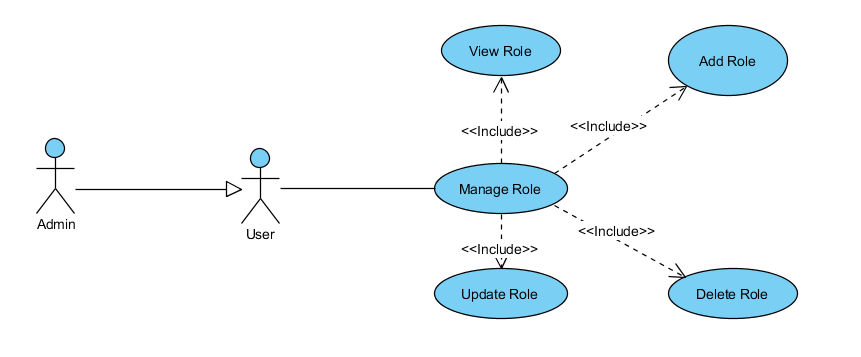 View Role
Add Role
<<Include>>
<<Include>>
Manage Role
Admin
User
<<Include>>
<<Include>>
Update Role
Delete Role